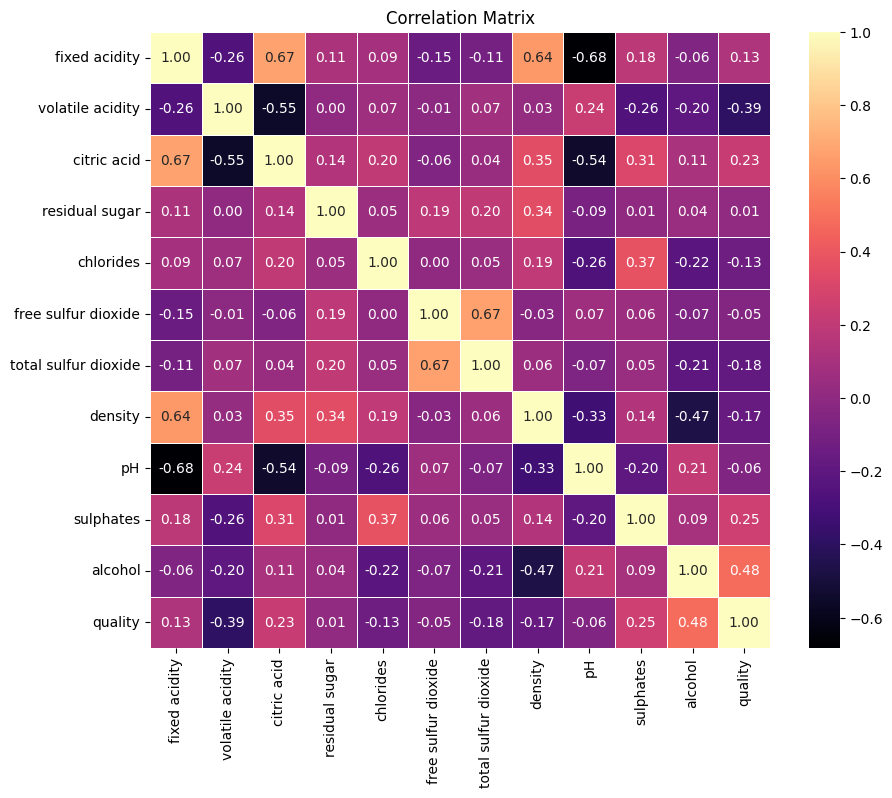 Correlation Matrix
fixed acidity 1.00 -0.26 0.67 0.11 0.09 -0.15 -0.11 0.64 -0.68 0.18 -0.06 0.13
volatile acidity -0.26 1.00 -0.55 0.00 0.07 -0.01 0.07 0.03 0.24 -0.26 -0.20 -0.39
citric acid 0.67 -0.55 1.00 0.14 0.20 -0.06 0.04 0.35 -0.54 0.31 0.11 0.23
residual sugar 0.11 0.00 0.14 1.00 0.05 0.19 0.20 0.34 -0.09 0.01 0.04 0.01
chlorides 0.09 0.07 0.20 0.05 1.00 0.00 0.05 0.19 -0.26 0.37 -0.22 -0.13
free sulfur dioxide -0.15 -0.01 -0.06 0.19 0.00 1.00 0.67 -0.03 0.07 0.06 -0.07 -0.05
total sulfur dioxide -0.11 0.07 0.04 0.20 0.05 0.67 1.00 0.06 -0.07 0.05 -0.21 -0.18
density 0.64 0.03 0.35 0.34 0.19 -0.03 0.06 1.00 -0.33 0.14 -0.47 -0.17
pH -0.68 0.24 -0.54 -0.09 -0.26 0.07 -0.07 -0.33 1.00 -0.20 0.21 -0.06
sulphates 0.18 -0.26 0.31 0.01 0.37 0.06 0.05 0.14 -0.20 1.00 0.09 0.25
alcohol -0.06 -0.20 0.11 0.04 -0.22 -0.07 -0.21 -0.47 0.21 0.09 1.00 0.48
quality 0.13 -0.39 0.23 0.01 -0.13 -0.05 -0.18 -0.17 -0.06 0.25 0.48 1.00
fixed acidity
volatile acidity
citric acid
residual sugar
chlorides
free sulfur dioxide
total sulfur dioxide
density
pH
sulphates
alcohol
quality
1.0
0.8
0.6
0.4
0.2
0.0
−0.2
−0.4
−0.6